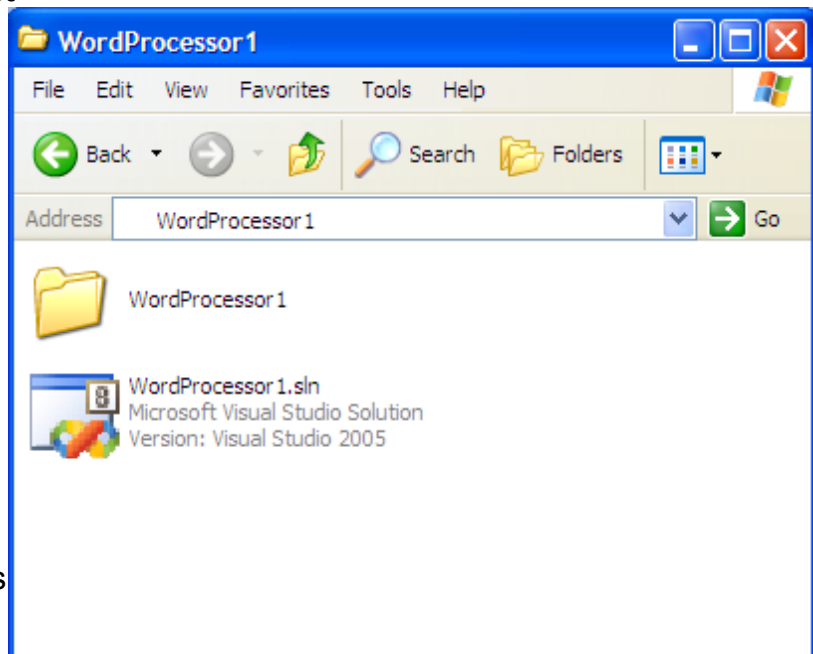 WordProcessor1
File Edit View Favorites Tools Help
Back Search Folders
Address WordProcessor1 Go
WordProcessor1
WordProcessor1.sln
8
Microsoft Visual Studio Solution
Version: Visual Studio 2005
s